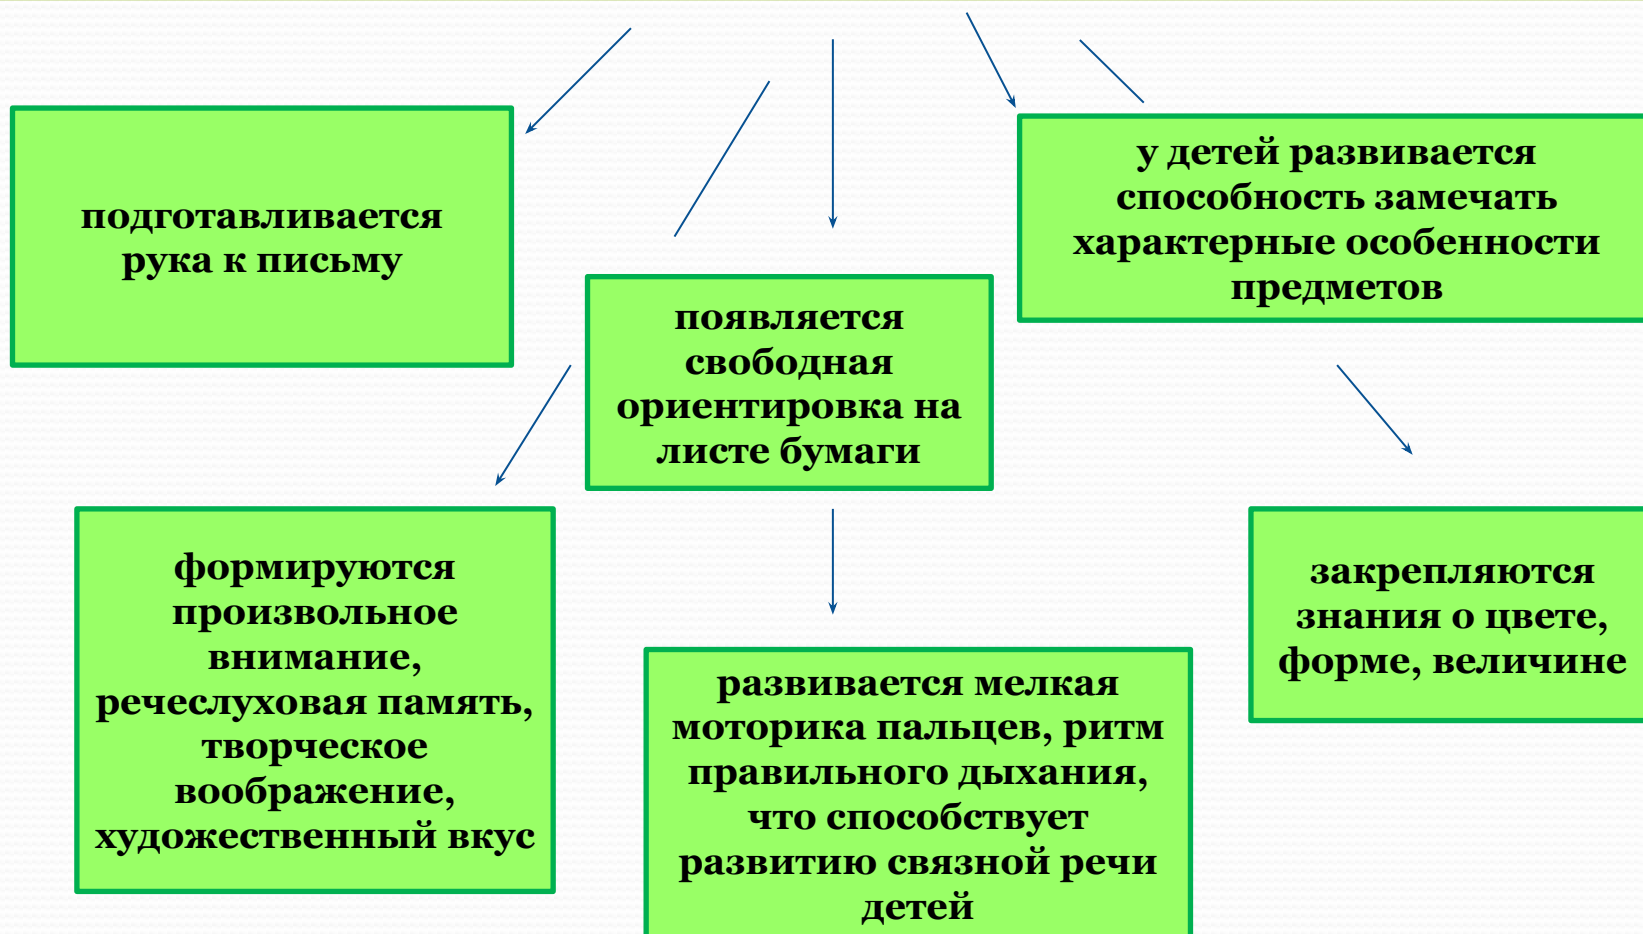 подготавливается
рука к письму
у детей развивается
способность замечать
характерные особенности
предметов
появляется
свободная
ориентировка на
листе бумаги
формируются
произвольное
внимание,
речеслуховая память,
творческое
воображение,
художественный вкус
развивается мелкая
моторика пальцев, ритм
правильного дыхания,
что способствует
развитию связной речи
детей
закрепляются
знания о цвете,
форме, величине